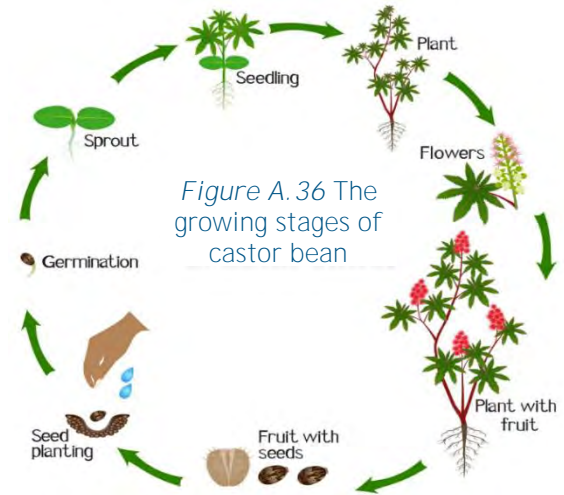 Plant
Seedling
Sprout
Flowers
Figure A.36 The
growing stages of
castor bean
Germination
Plant with
fruit
Seed
planting
Fruit with
seeds